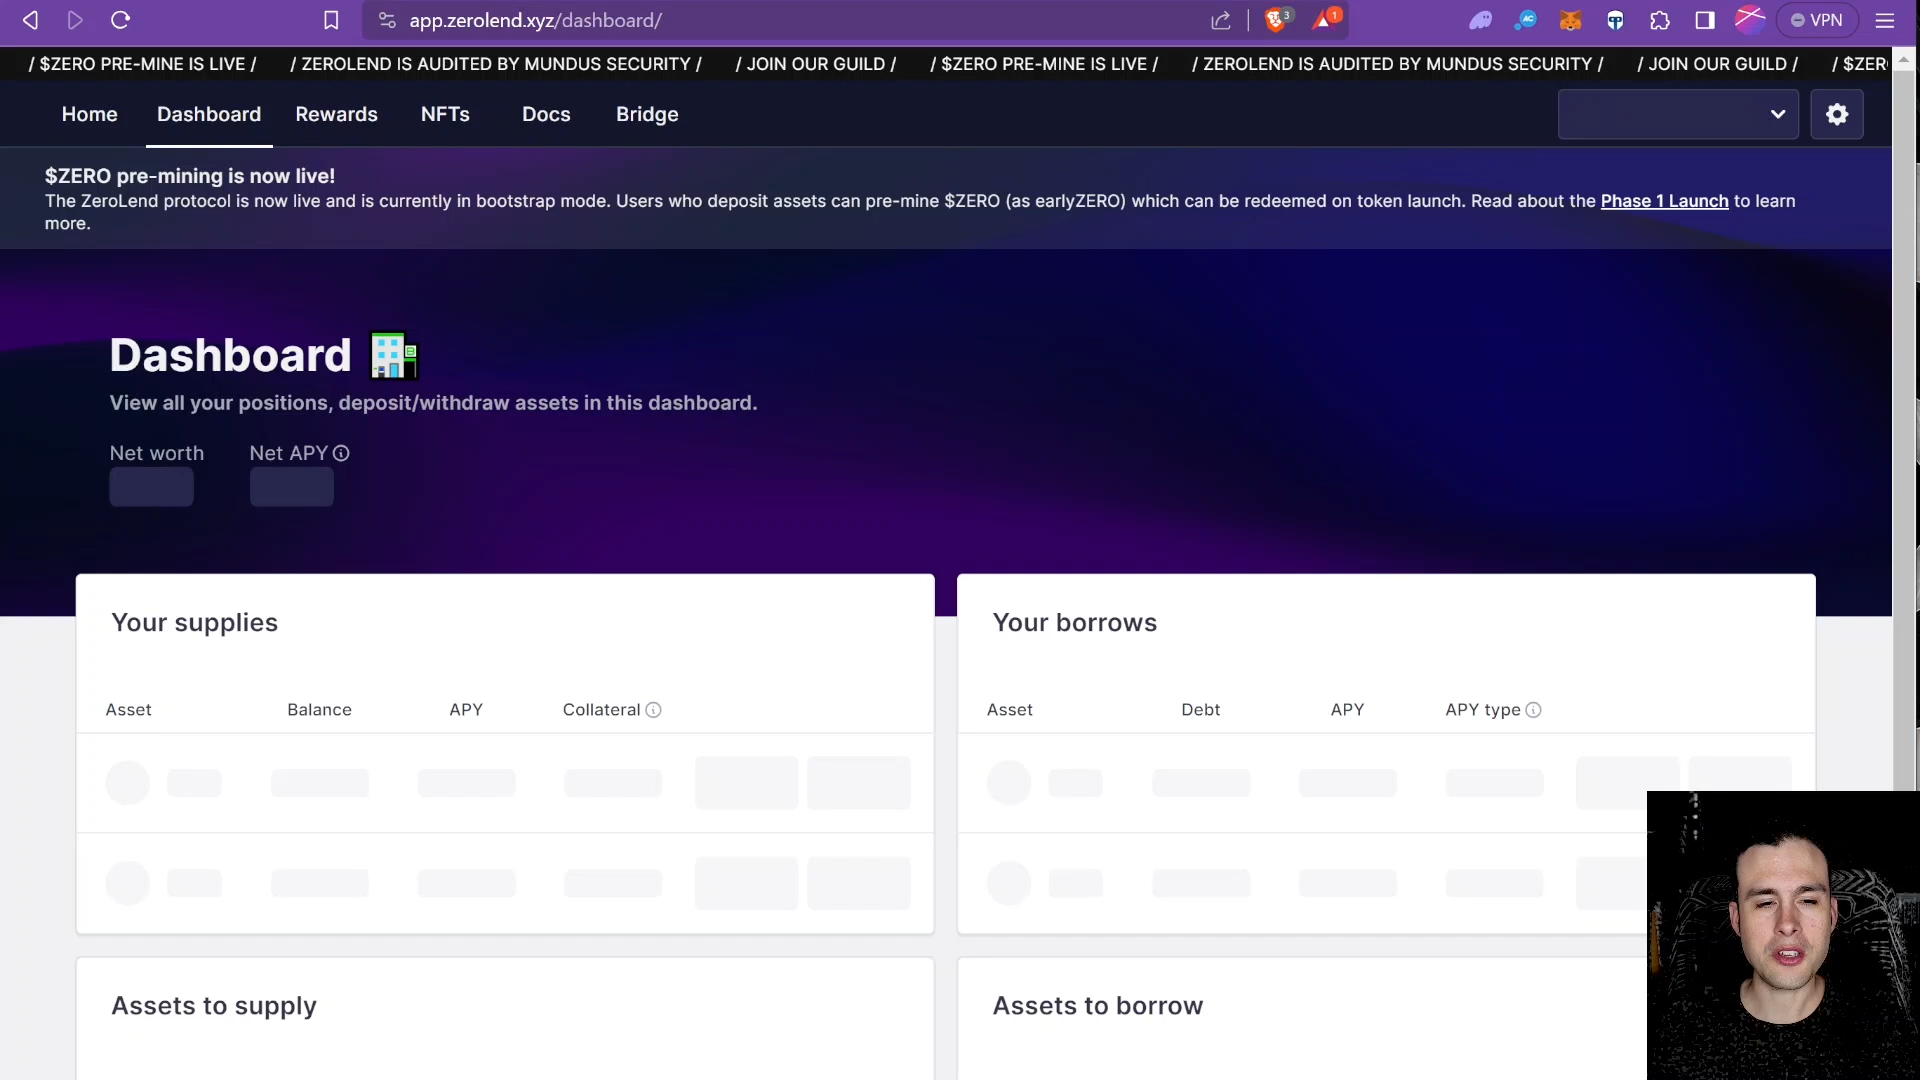 app.zerolend.xyz/dashboard/
3
1
AC
VPN
/ $ZERO PRE-MINE IS LIVE / / ZEROLEND IS AUDITED BY MUNDUS SECURITY / / JOIN OUR GUILD / / $ZERO PRE-MINE IS LIVE / / ZEROLEND IS AUDITED BY MUNDUS SECURITY / / JOIN OUR GUILD / / $ZER
Home Dashboard Rewards NFTs Docs Bridge
$ZERO pre-mining is now live!
The ZeroLend protocol is now live and is currently in bootstrap mode. Users who deposit assets can pre-mine $ZERO (as earlyZERO) which can be redeemed on token launch. Read about the Phase 1 Launch to learn
more.
Dashboard
View all your positions, deposit/withdraw assets in this dashboard.
Net worth Net APY
Your supplies
Asset Balance APY Collateral
Your borrows
Asset Debt APY APY type
Assets to supply
Assets to borrow